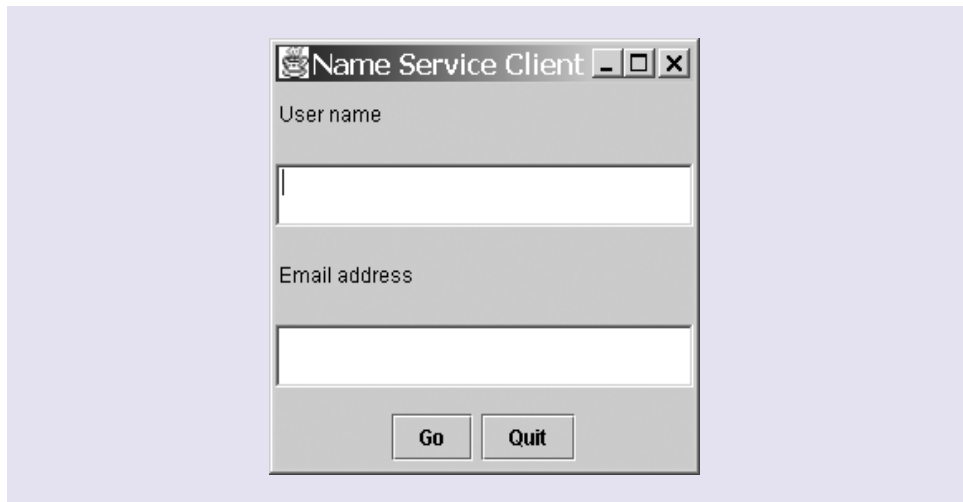 Name Service Client
User name
Email address
Go
Quit